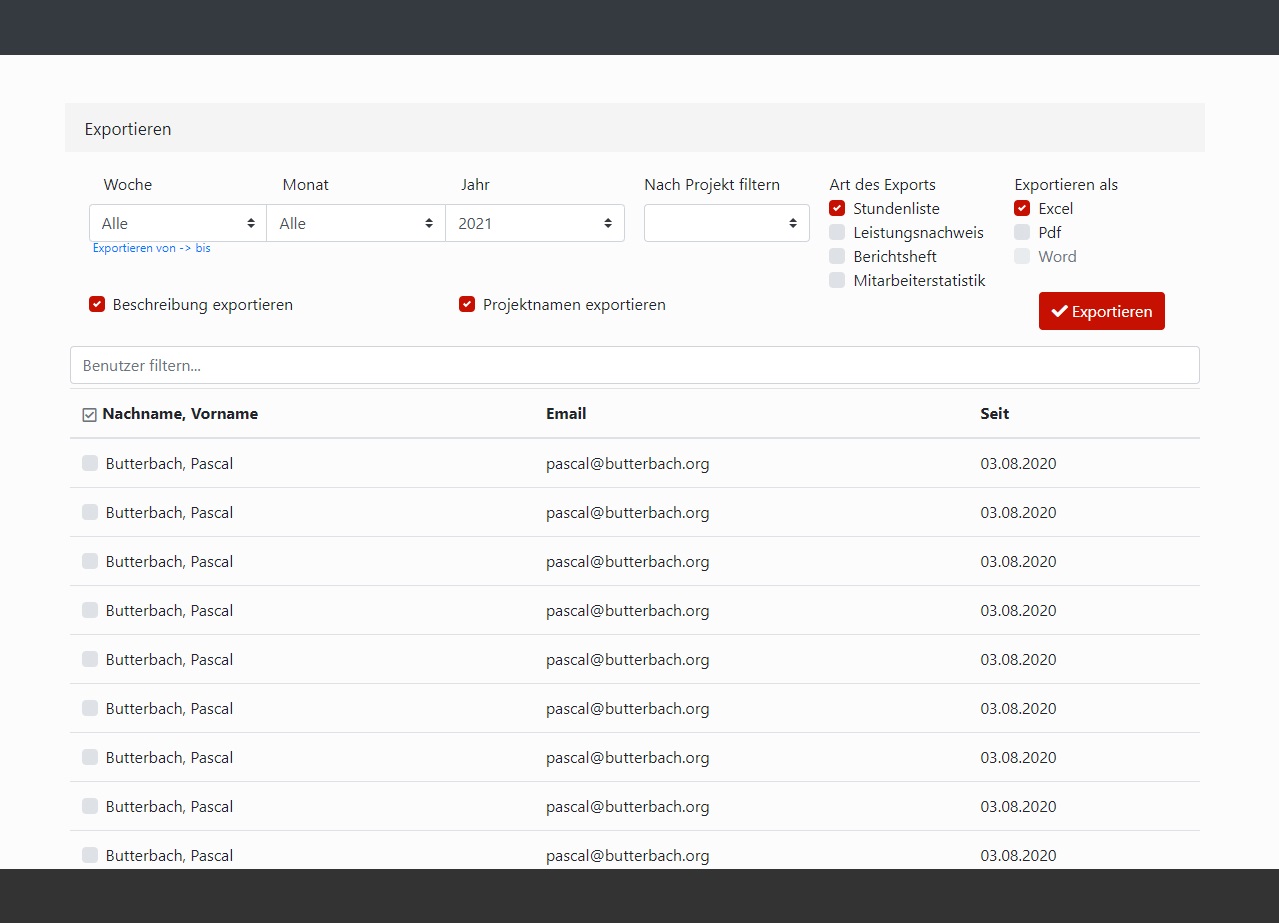 Exportieren
Woche Monat Jahr Nach Projekt filtern Art des Exports Exportieren als
Alle Alle 2021
Stundenliste Excel
Leistungsnachweis Pdf
Exportieren von -> bis
Berichtsheft Word
Mitarbeiterstatistik
Beschreibung exportieren Projektnamen exportieren Exportieren
Benutzer filtern...
Nachname, Vorname Email Seit
Butterbach, Pascal pascal@butterbach.org 03.08.2020
Butterbach, Pascal pascal@butterbach.org 03.08.2020
Butterbach, Pascal pascal@butterbach.org 03.08.2020
Butterbach, Pascal pascal@butterbach.org 03.08.2020
Butterbach, Pascal pascal@butterbach.org 03.08.2020
Butterbach, Pascal pascal@butterbach.org 03.08.2020
Butterbach, Pascal pascal@butterbach.org 03.08.2020
Butterbach, Pascal pascal@butterbach.org 03.08.2020
Butterbach, Pascal pascal@butterbach.org 03.08.2020